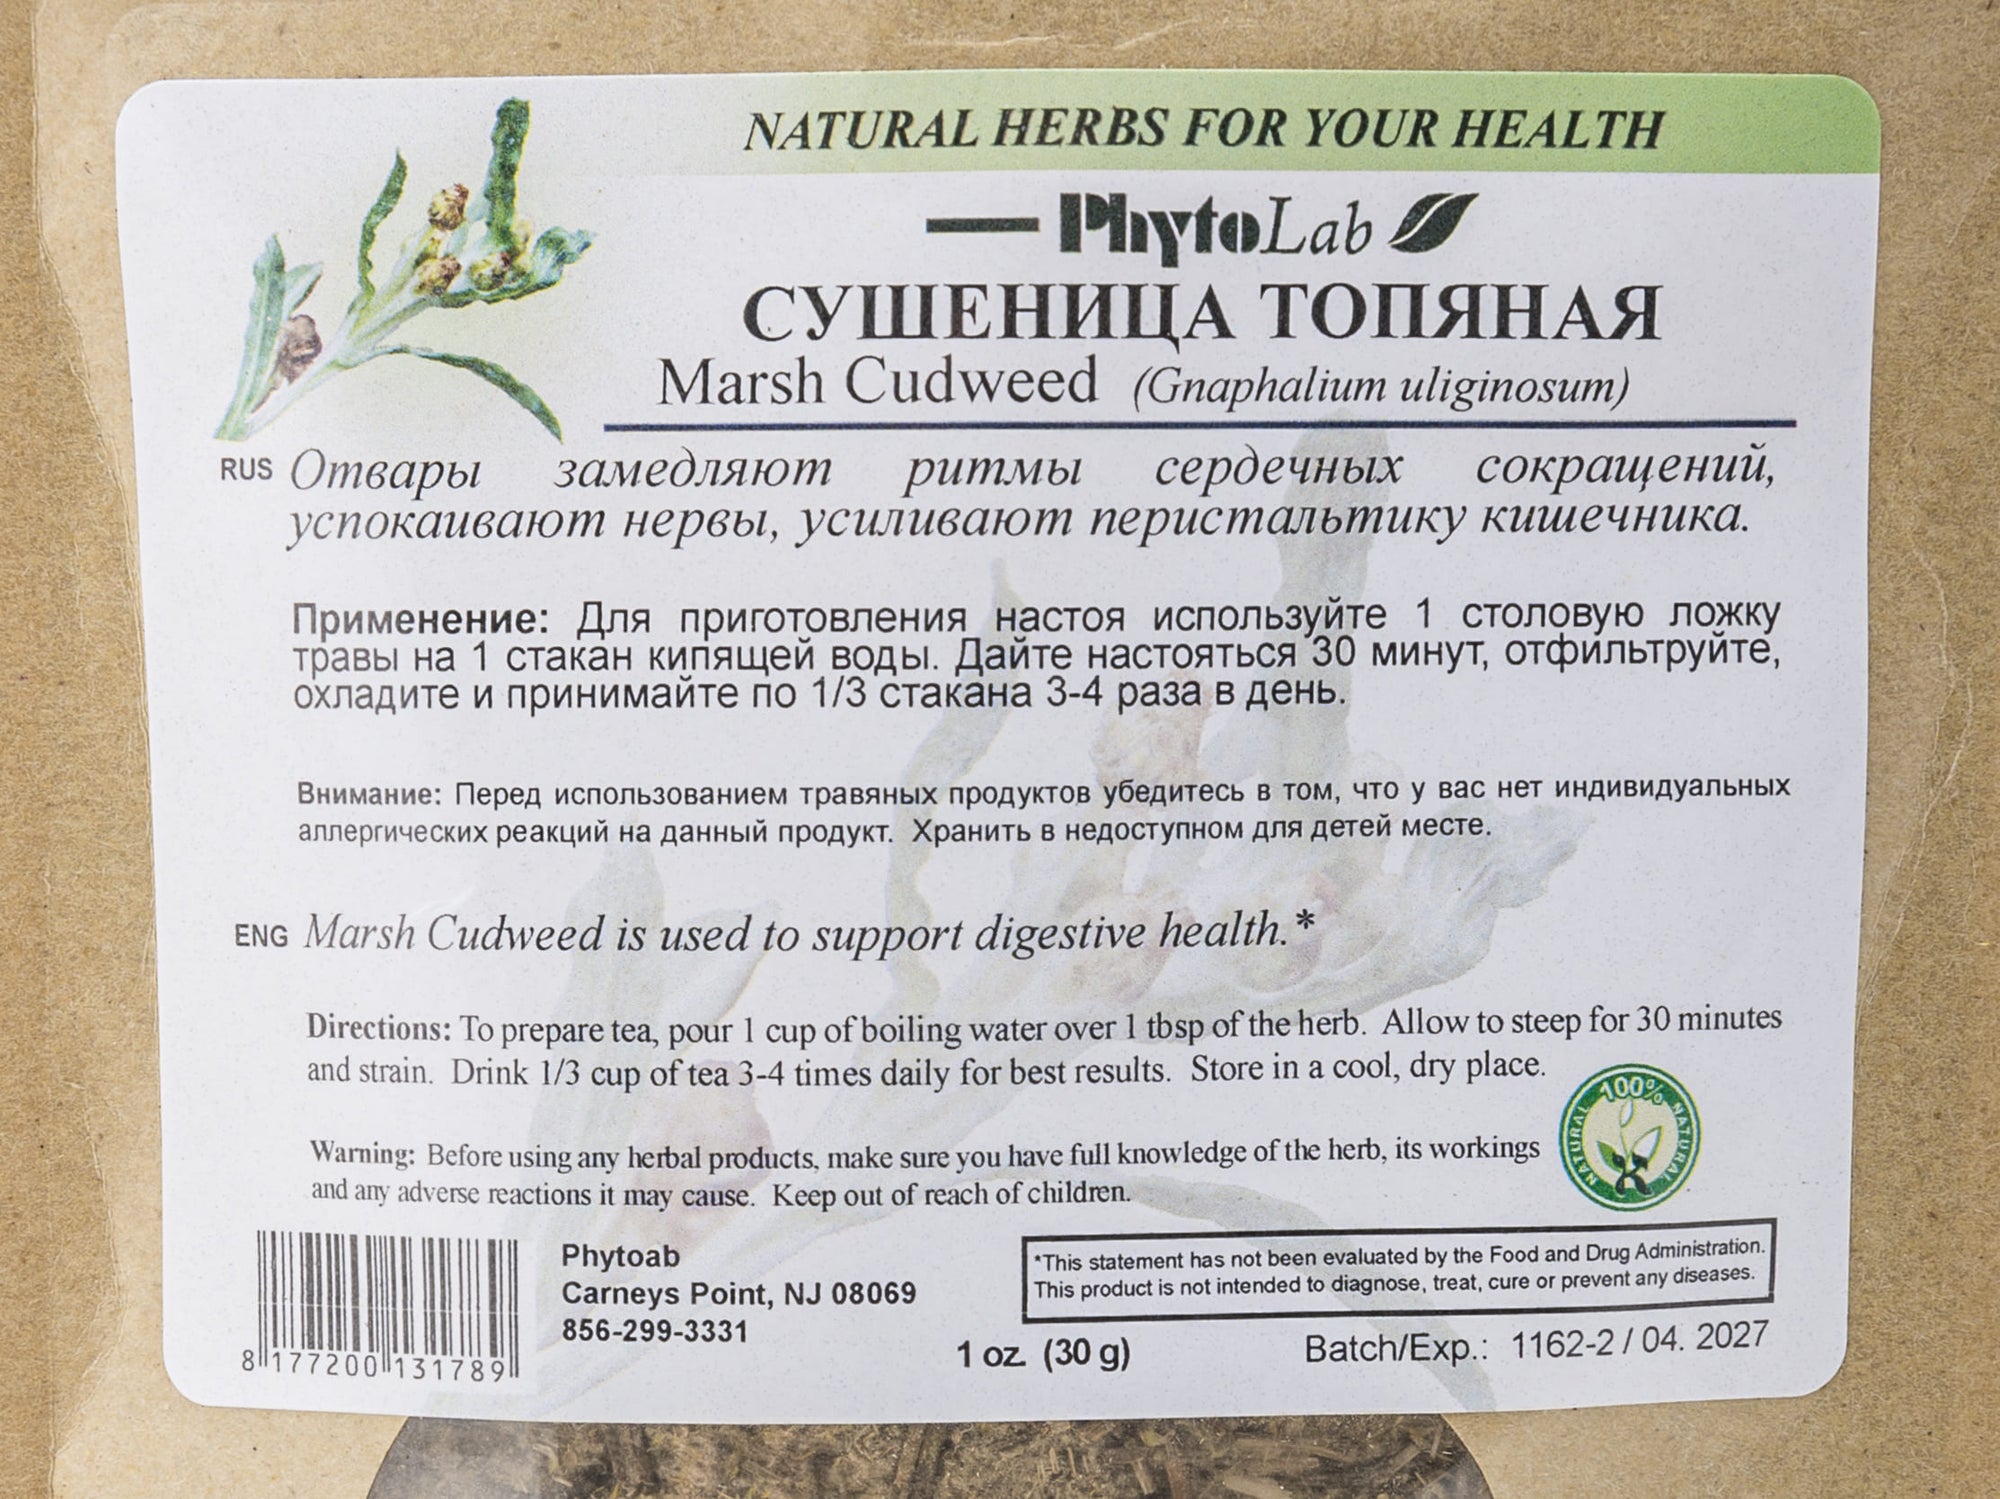 NATURAL HERBS FOR YOUR HEALTH
PhytoLab
СУШЕНИЦА ТОПЯНАЯ
Marsh Cudweed (Gnaphalium uliginosum)
RUS Отвары замедляют ритмы сердечных сокращений,
успокаивают нервы, усиливают перистальтику кишечника.
Применение: Для приготовления настоя используйте 1 столовую ложку
травы на 1 стакан кипящей воды. Дайте настояться 30 минут, отфильтруйте,
охладите и принимайте по 1/3 стакана 3-4 раза в день.
Внимание: Перед использованием травяных продуктов убедитесь в том, что у вас нет индивидуальных
аллергических реакций на данный продукт. Хранить в недоступном для детей месте.
ENG Marsh Cudweed is used to support digestive health.*
Directions: To prepare tea, pour 1 cup of boiling water over 1 tbsp of the herb. Allow to steep for 30 minutes
and strain. Drink 1/3 cup of tea 3-4 times daily for best results. Store in a cool, dry place.
100%
NATURAL NATURAL
Warning: Before using any herbal products, make sure you have full knowledge of the herb, its workings
and any adverse reactions it may cause. Keep out of reach of children.
8 177200 131789
Phytoab
Carneys Point, NJ 08069
856-299-3331
*This statement has not been evaluated by the Food and Drug Administration.
This product is not intended to diagnose, treat, cure or prevent any diseases.
1 oz. (30 g)
Batch/Exp.: 1162-2 / 04. 2027